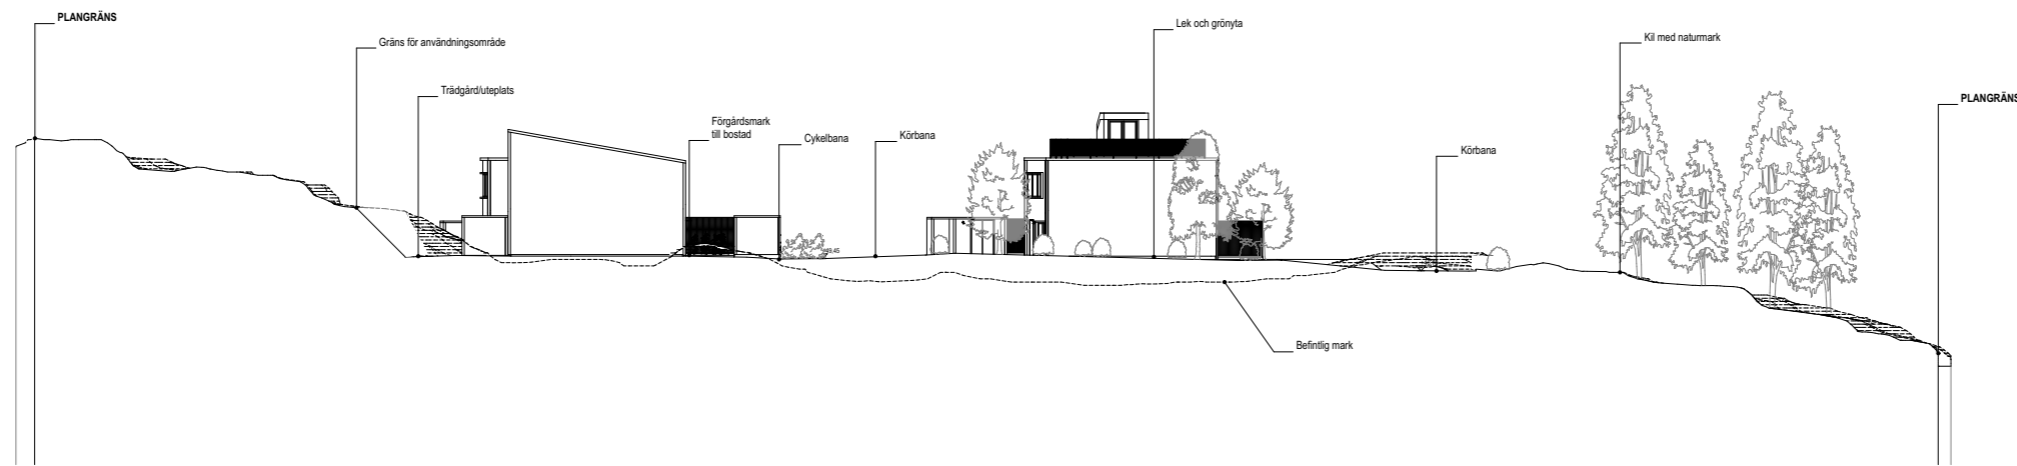 PLANGRÄNS
Gräns för användningsområde
Trädgård/uteplats
Förgårdsmark
till bostad
Cykelbana
Körbana
Lek och grönyta
Körbana
Kil med naturmark
PLANGRÄNS
Befintlig mark